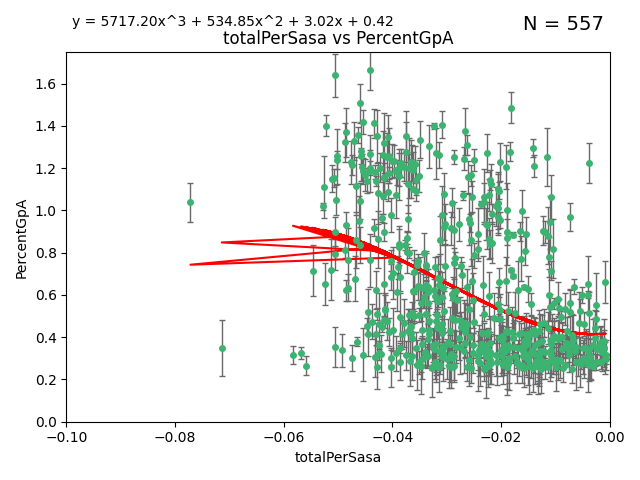 y = 5717.20x^3 + 534.85x^2 + 3.02x + 0.42
N = 557
totalPerSasa vs PercentGpA
PercentGpA
1.6
1.4
1.2
1.0
0.8
0.6
0.4
0.2
0.0
−0.10 −0.08 −0.06 −0.04 −0.02 0.00
totalPerSasa